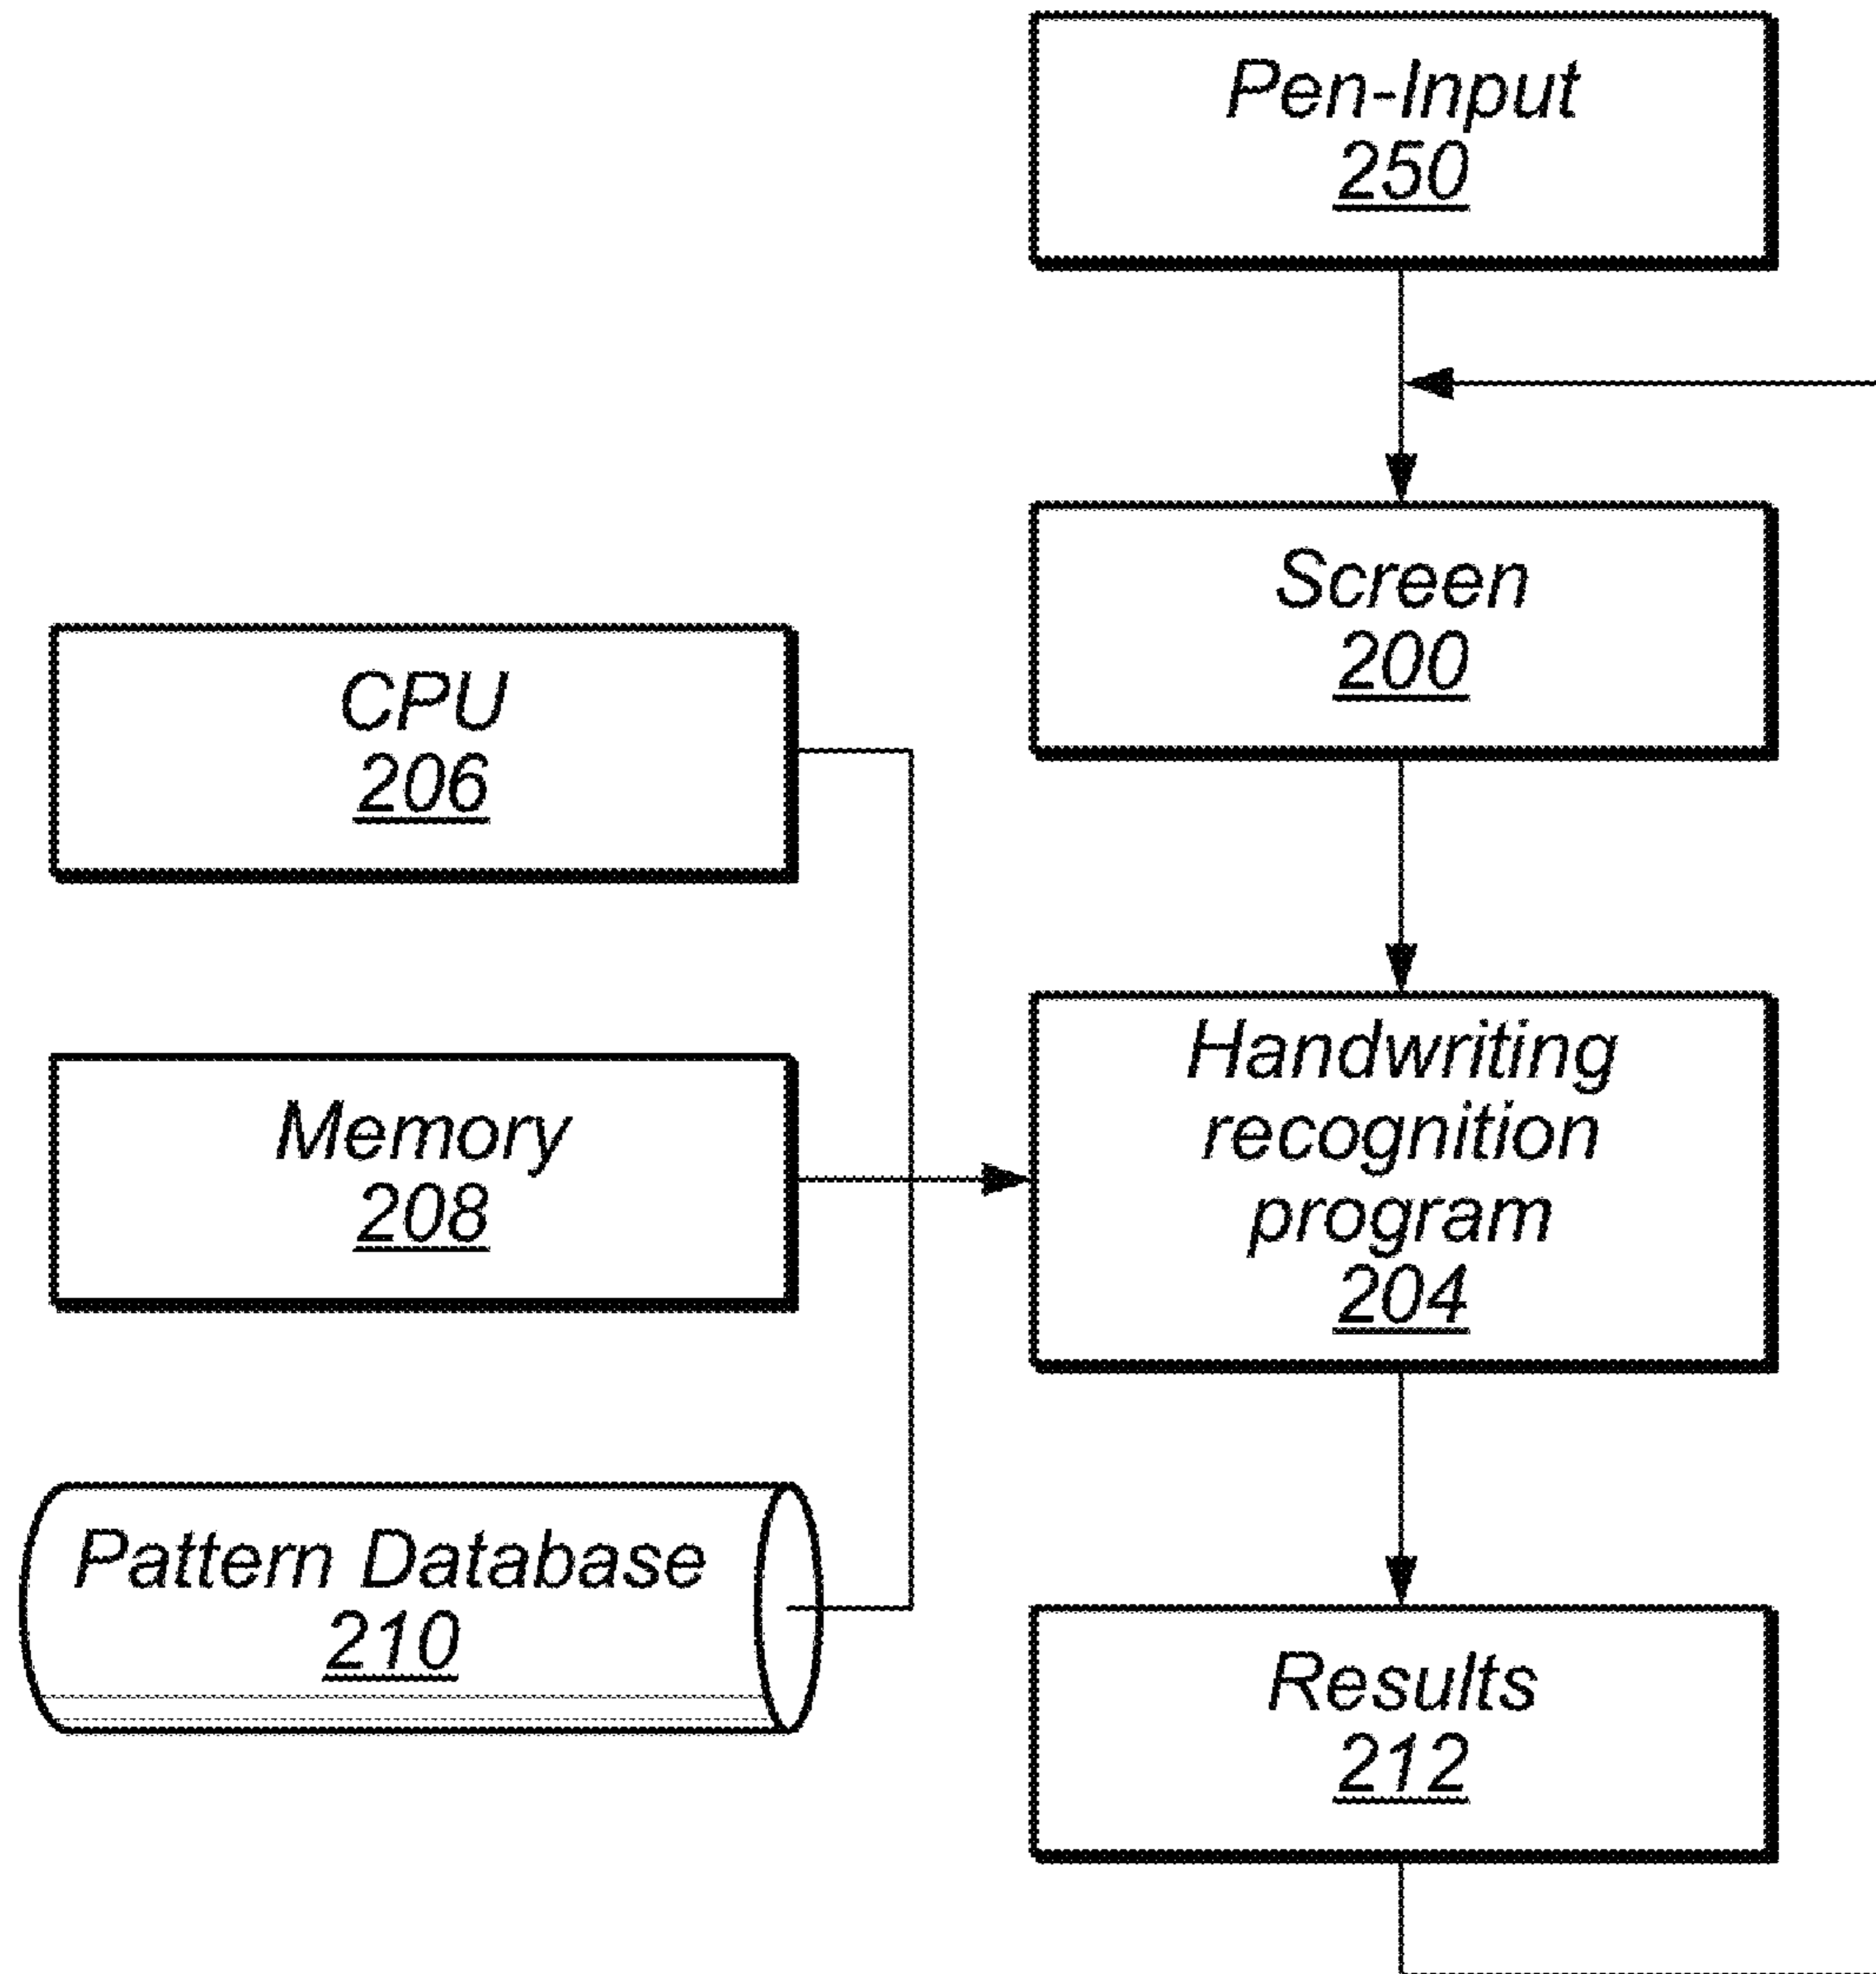 Pen-Input
250
Screen
200
CPU
206
Memory
208
Handwriting
recognition
program
204
Pattern Database
210
Results
212